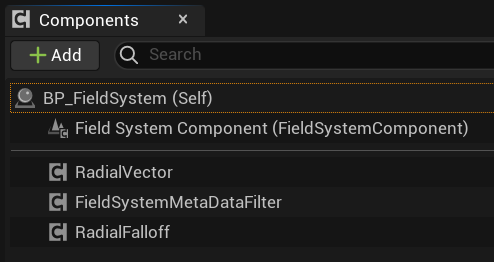 Components
Add
Search
BP_FieldSystem (Self)
Field System Component (FieldSystemComponent)
RadialVector
FieldSystemMetaDataFilter
RadialFalloff